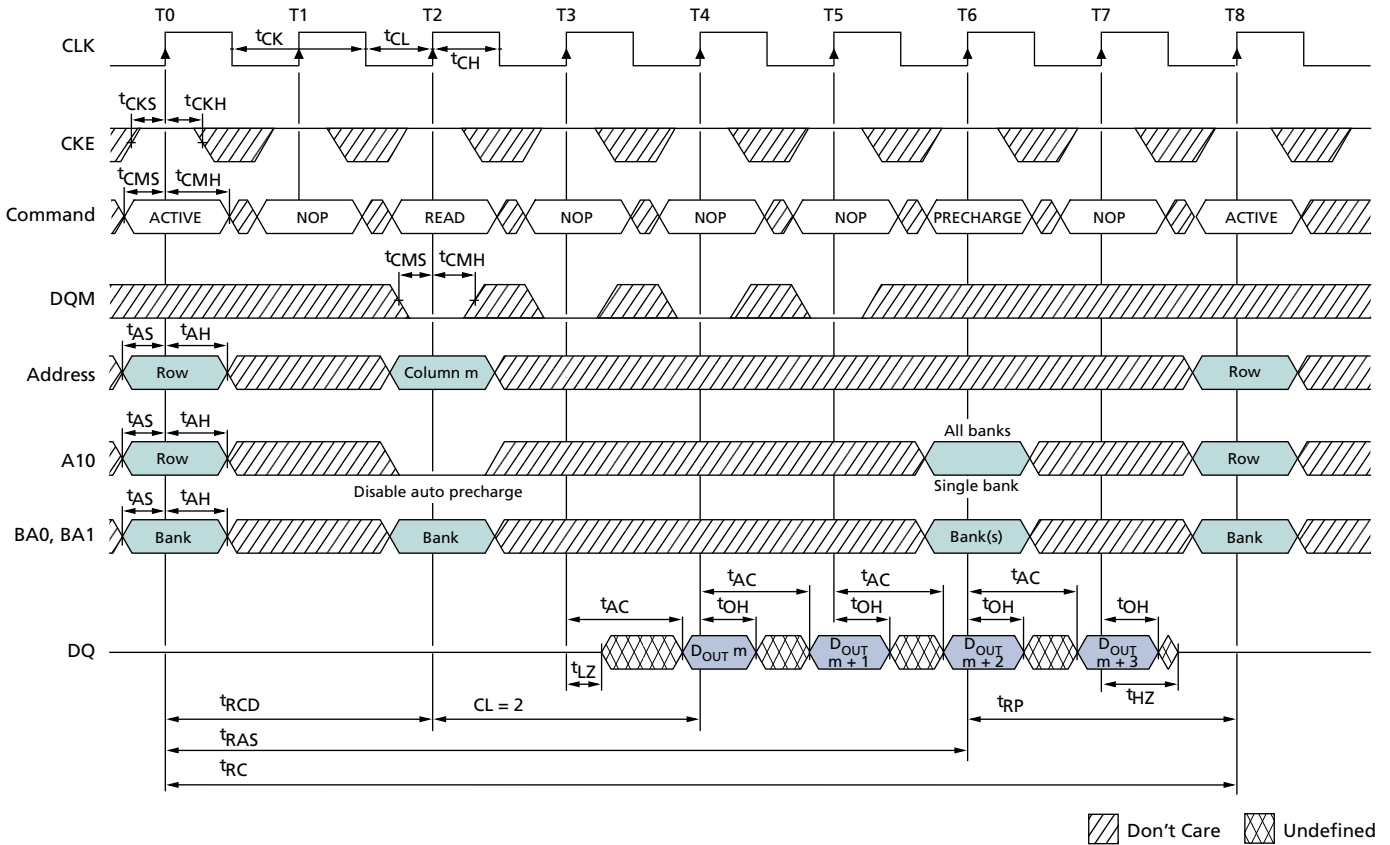 T0 T1 T2 T3 T4 T5 T6 T7 T8
CLK
tCK tCL
tCH
tCKS tCKH
CKE
tCMS tCMH
Command ACTIVE NOP READ NOP NOP NOP PRECHARGE NOP ACTIVE
tCMS tCMH
DQM
tAS tAH
Address Row Column m Row
tAS tAH All banks
A10 Row Row
Disable auto precharge Single bank
tAS tAH
BA0, BA1 Bank Bank Bank(s) Bank
tAC tAC tAC
tAC tOH tOH tOH tOH
DQ DOUT m DOUT m + 1 DOUT m + 2 DOUT m + 3
tLZ tHZ
tRCD CL = 2 tRP
tRAS
tRC
Don't Care Undefined